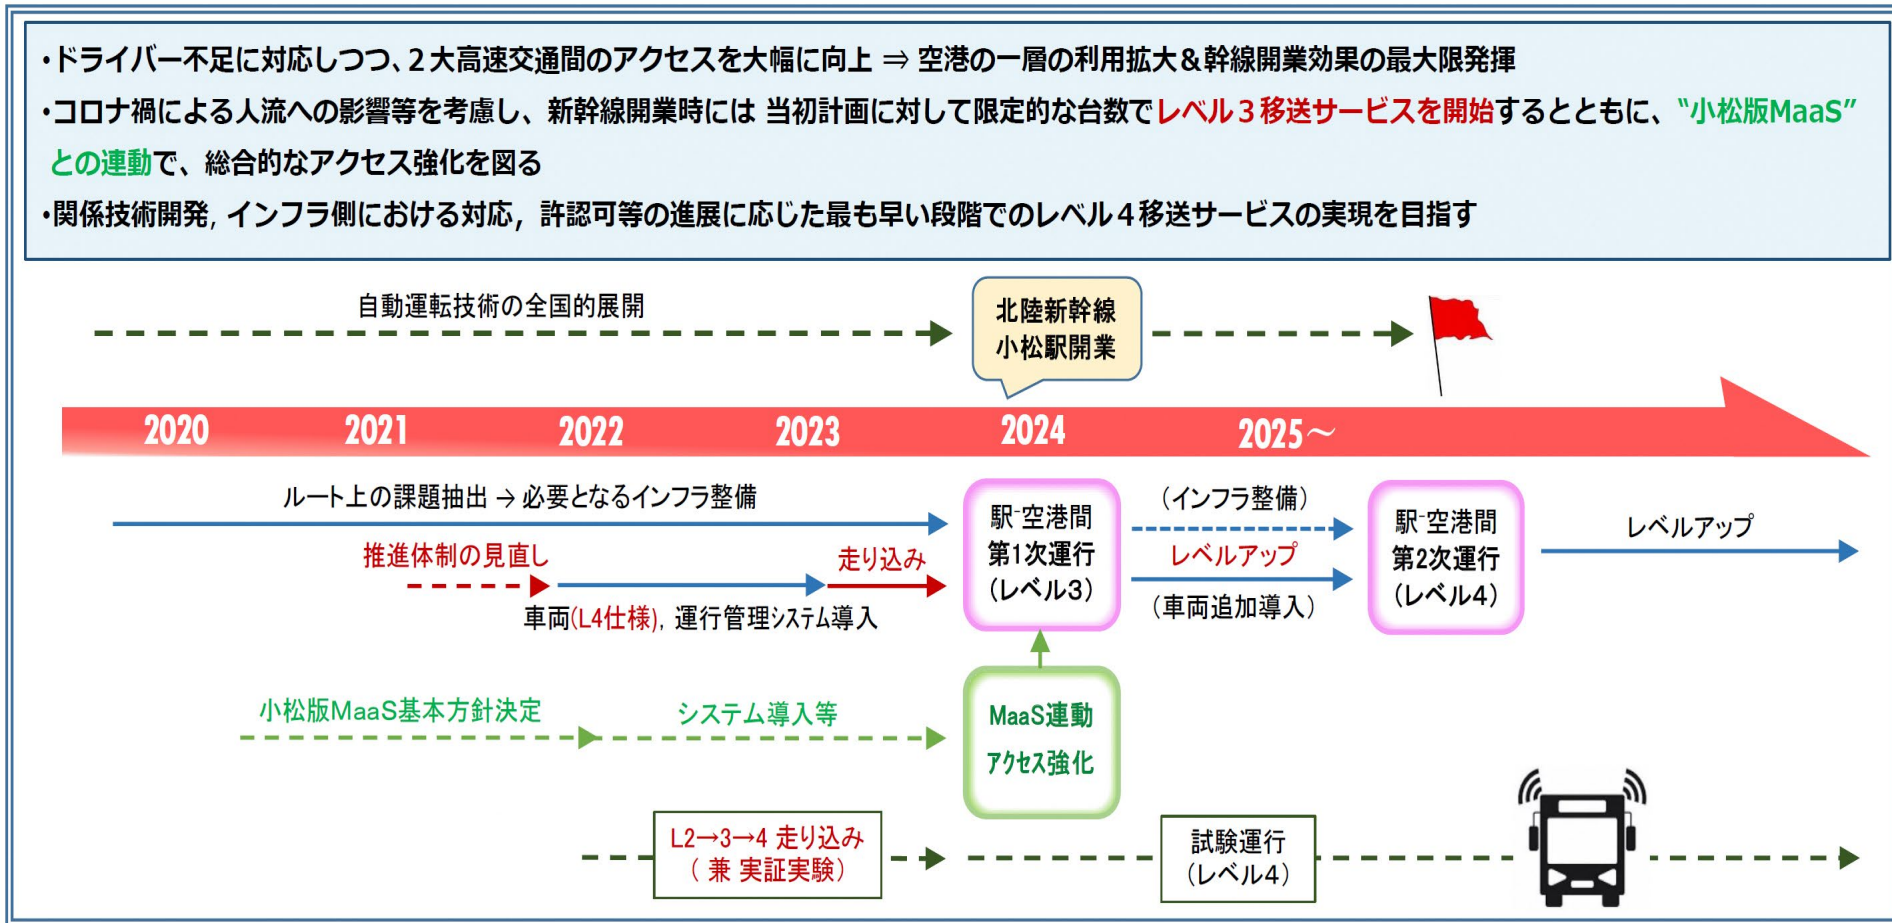 ・ドライバー不足に対応しつつ、２大高速交通間のアクセスを大幅に向上 ⇒ 空港の一層の利用拡大＆幹線開業効果の最大限発揮
・コロナ禍による人流への影響等を考慮し、新幹線開業時には 当初計画に対して限定的な台数でレベル３移送サービスを開始するとともに、“小松版MaaS”
との連動で、総合的なアクセス強化を図る
・関係技術開発, インフラ側における対応, 許認可等の進展に応じた最も早い段階でのレベル４移送サービスの実現を目指す
自動運転技術の全国的展開
北陸新幹線
小松駅開業
2020 2021 2022 2023 2024 2025～
ルート上の課題抽出 → 必要となるインフラ整備
推進体制の見直し
走り込み
車両(L4仕様), 運行管理システム導入
駅-空港間
第1次運行
(レベル3)
(インフラ整備)
レベルアップ
(車両追加導入)
駅-空港間
第2次運行
(レベル4)
レベルアップ
小松版MaaS基本方針決定
システム導入等
MaaS連動
アクセス強化
L2→3→4 走り込み
( 兼 実証実験)
試験運行
(レベル4)